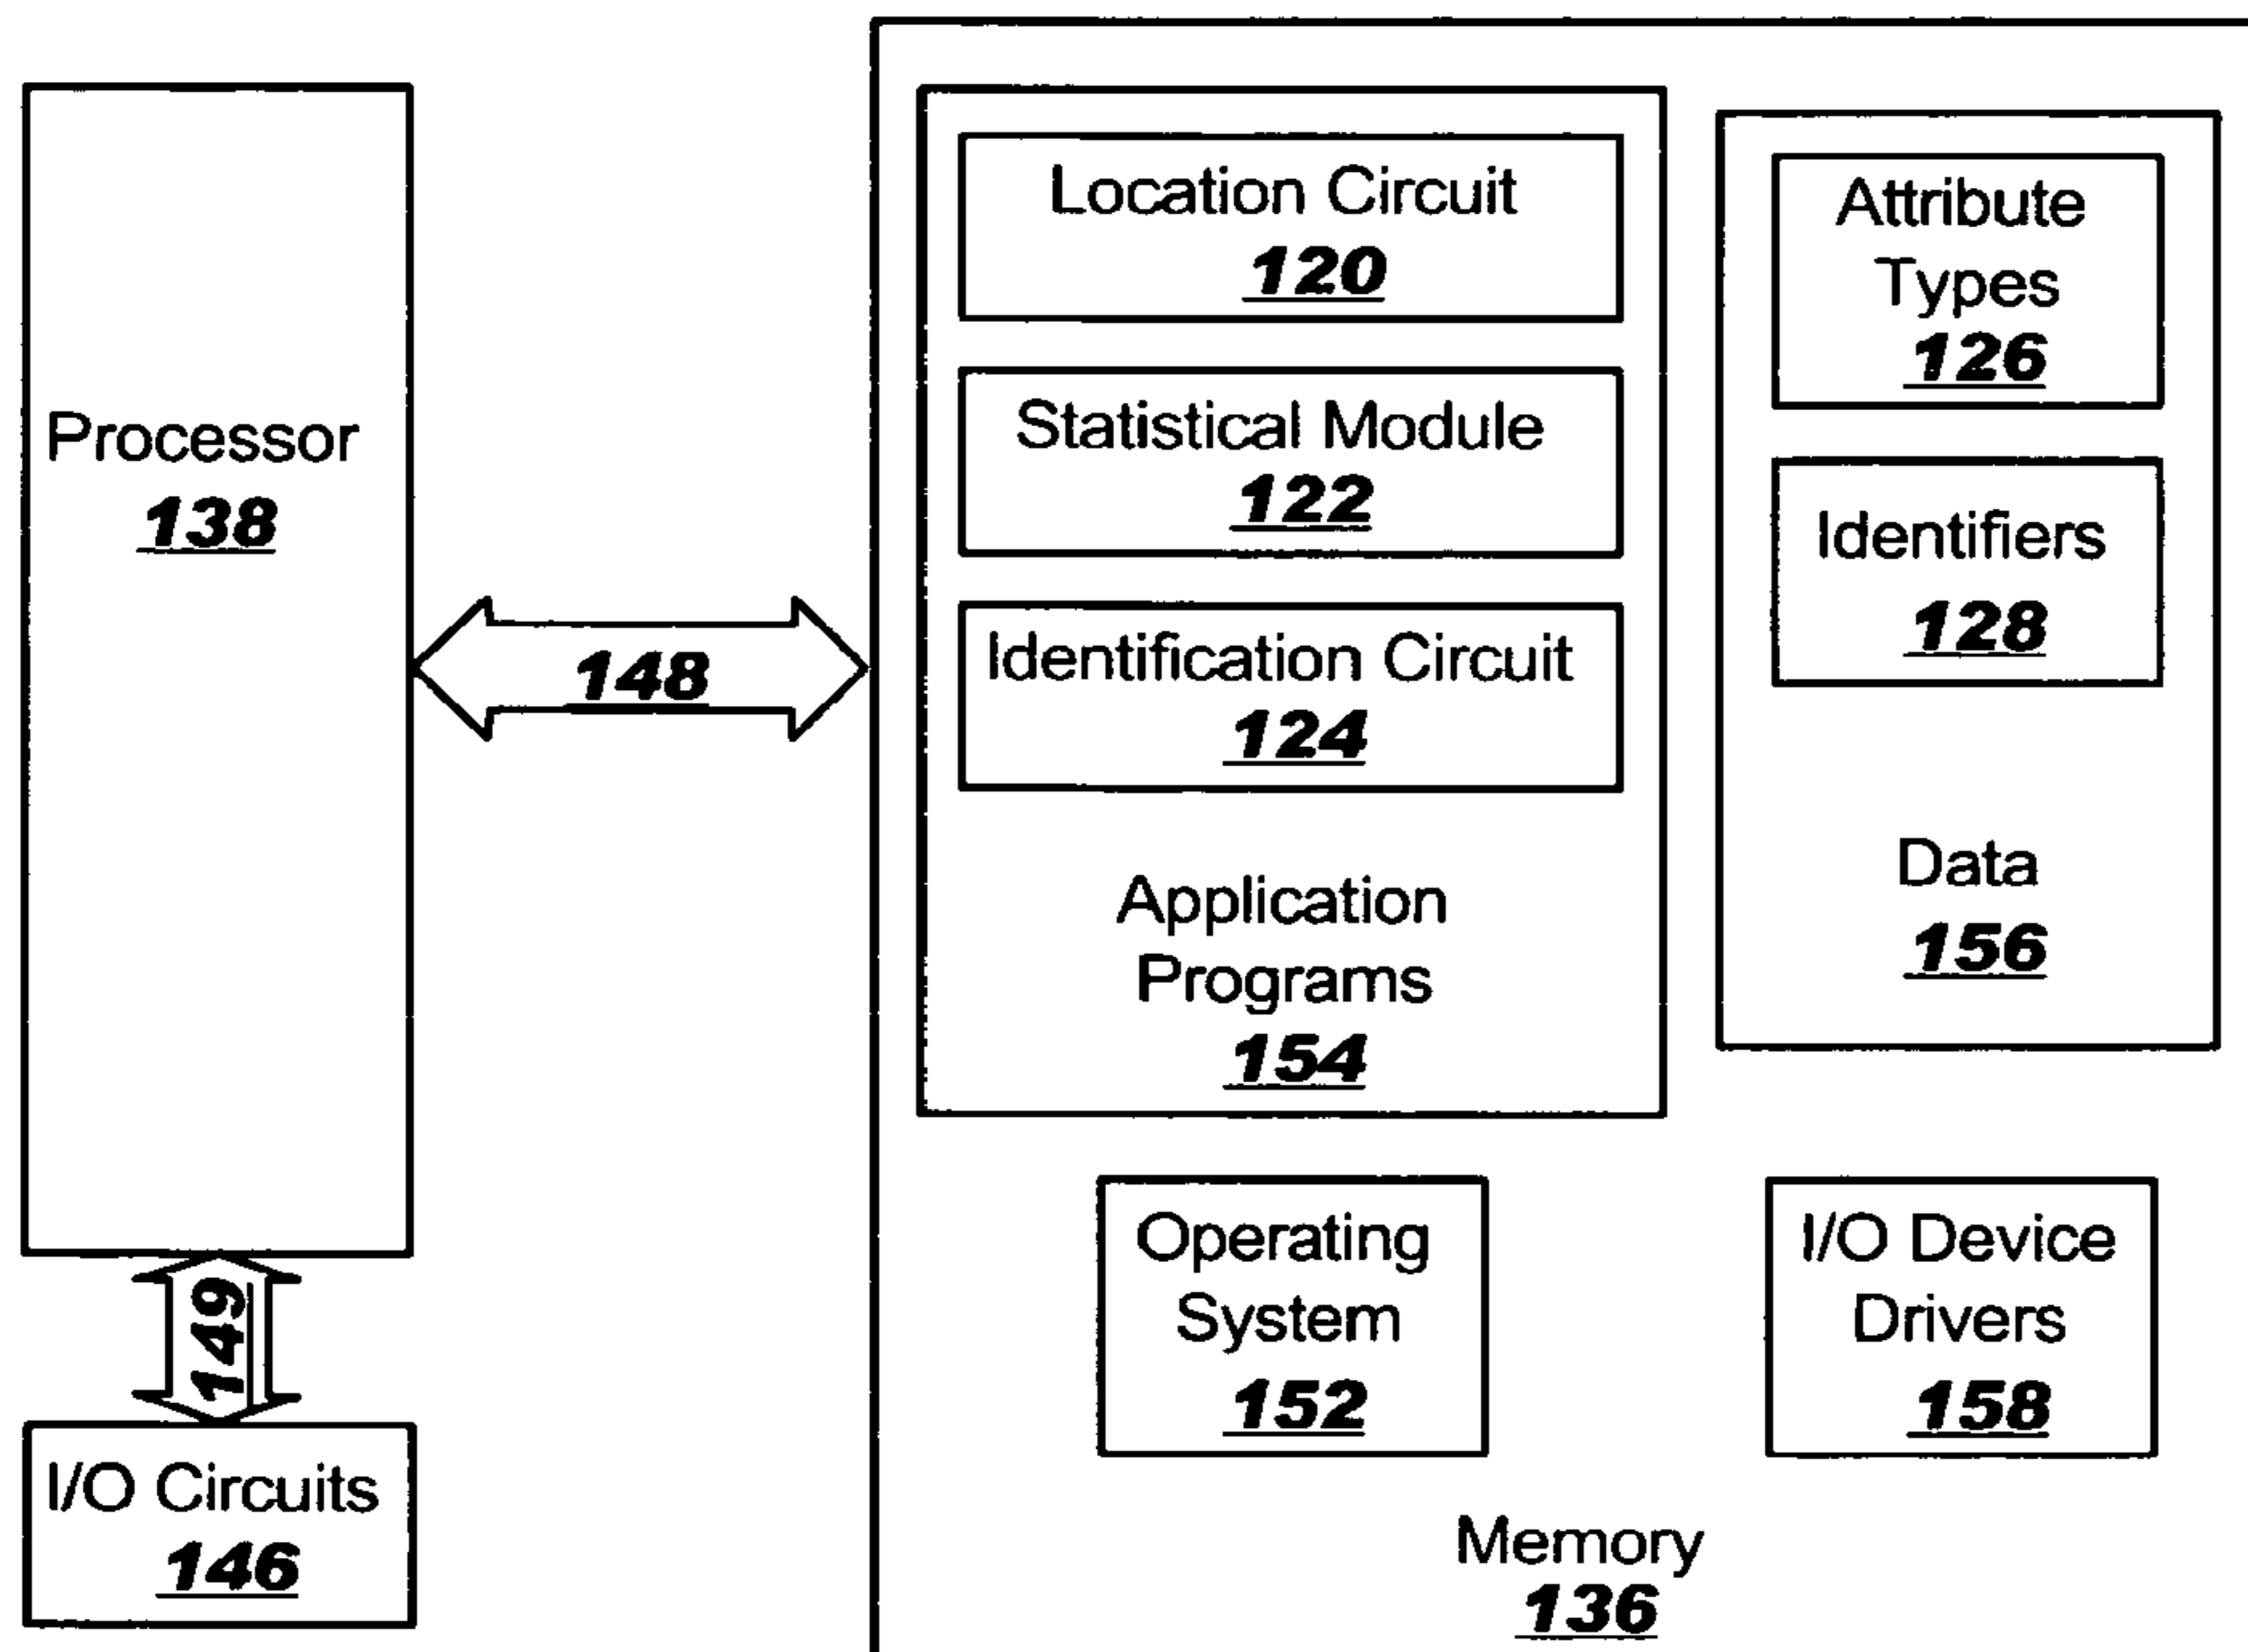 Processor
138
148
149
I/O Circuits
146
Location Circuit
120
Statistical Module
122
Identification Circuit
124
Application
Programs
154
Attribute
Types
126
Identifiers
128
Data
156
Operating
System
152
I/O Device
Drivers
158
Memory
136